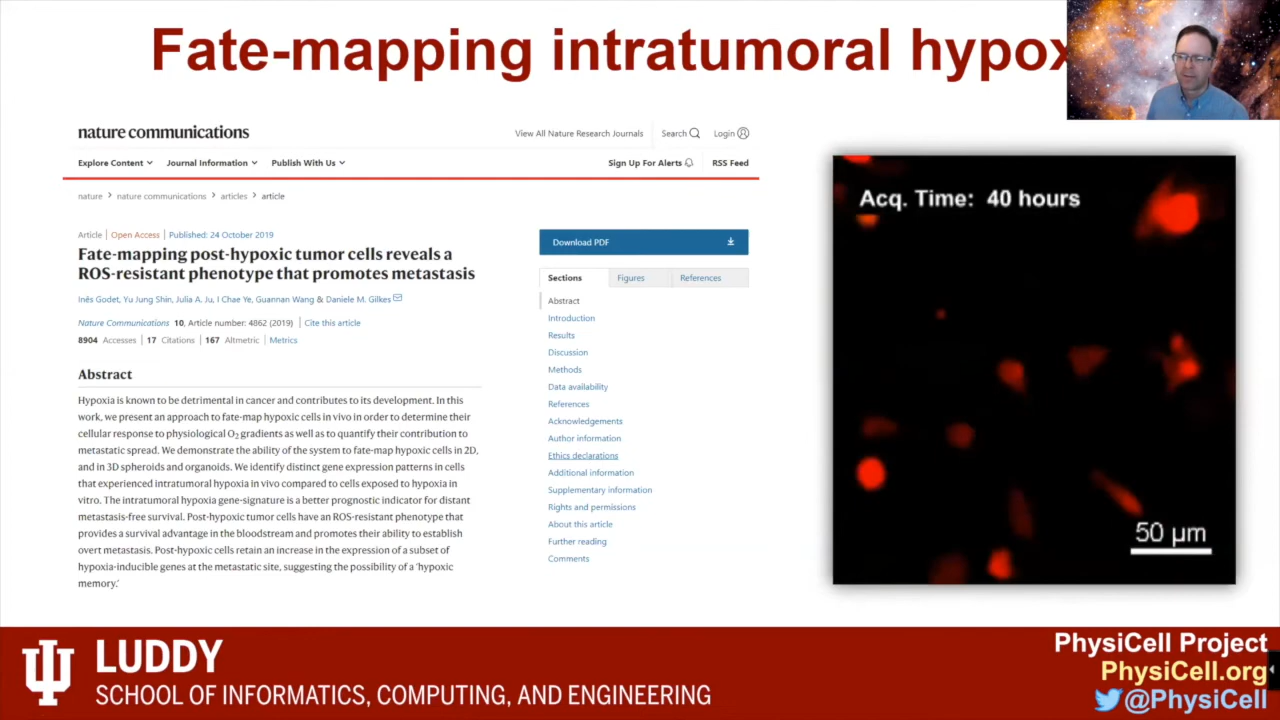 Fate-mapping intratumoral hypox
nature communications
View All Nature Research Journals
Search
Login
Explore Content
Journal Information
Publish With Us
Sign Up For Alerts
RSS Feed
nature > nature communications > articles > article
Article | Open Access | Published: 24 October 2019
Fate-mapping post-hypoxic tumor cells reveals a
ROS-resistant phenotype that promotes metastasis
Inês Godet, Yu Jung Shin, Julia A. Ju, I Chae Ye, Guannan Wang & Daniele M. Gilkes
Nature Communications 10, Article number: 4862 (2019) | Cite this article
8904 Accesses | 17 Citations | 167 Altmetric | Metrics
Abstract
Hypoxia is known to be detrimental in cancer and contributes to its development. In this
work, we present an approach to fate-map hypoxic cells in vivo in order to determine their
cellular response to physiological O₂ gradients as well as to quantify their contribution to
metastatic spread. We demonstrate the ability of the system to fate-map hypoxic cells in 2D,
and in 3D spheroids and organoids. We identify distinct gene expression patterns in cells
that experienced intratumoral hypoxia in vivo compared to cells exposed to hypoxia in
vitro. The intratumoral hypoxia gene-signature is a better prognostic indicator for distant
metastasis-free survival. Post-hypoxic tumor cells have an ROS-resistant phenotype that
provides a survival advantage in the bloodstream and promotes their ability to establish
overt metastasis. Post-hypoxic cells retain an increase in the expression of a subset of
hypoxia-inducible genes at the metastatic site, suggesting the possibility of a 'hypoxic
memory.'
Download PDF
Sections
Figures
References
Abstract
Introduction
Results
Discussion
Methods
Data availability
References
Acknowledgements
Author information
Ethics declarations
Additional information
Supplementary information
Rights and permissions
About this article
Further reading
Comments
Acq. Time: 40 hours
50 µm
LUDDY
SCHOOL OF INFORMATICS, COMPUTING, AND ENGINEERING
PhysiCell Project
PhysiCell.org
@PhysiCell